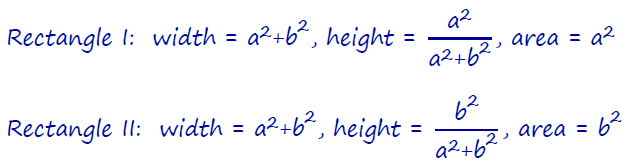 Rectangle I: width = a²+b², height = a²/(a²+b²), area = a²
Rectangle II: width = a²+b², height = b²/(a²+b²), area = b²